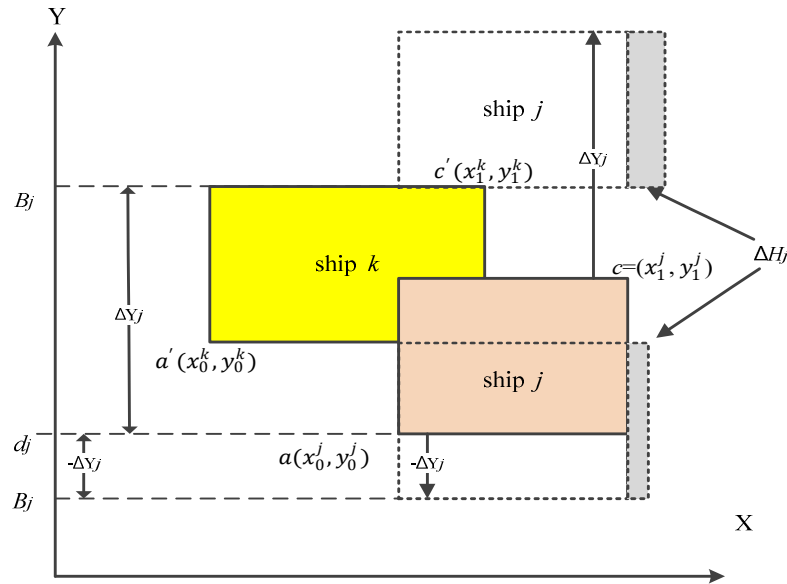 Y
ship j
ΔYj
c′(x₁ᵏ, y₁ᵏ)
Bj
ship k
c=(x₁ʲ, y₁ʲ)
ΔHj
ΔYj
a′(x₀ᵏ, y₀ᵏ)
ship j
dj
-ΔYj
a(x₀ʲ, y₀ʲ)
-ΔYj
Bj
X